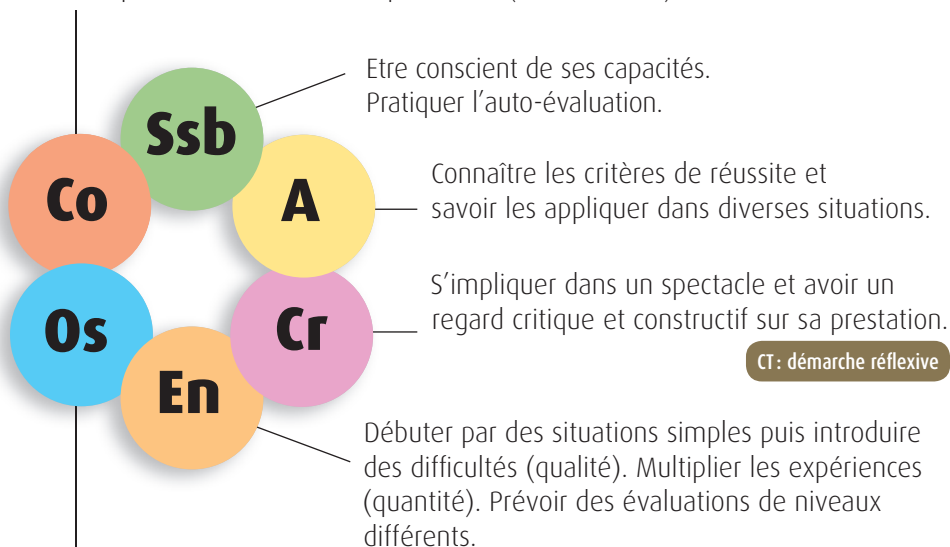 Ssb
Etre conscient de ses capacités.
Pratiquer l'auto-évaluation.
Co
A
Connaître les critères de réussite et
savoir les appliquer dans diverses situations.
Os
Cr
S'impliquer dans un spectacle et avoir un
regard critique et constructif sur sa prestation.
CT : démarche réflexive
En
Débuter par des situations simples puis introduire
des difficultés (qualité). Multiplier les expériences
(quantité). Prévoir des évaluations de niveaux
différents.